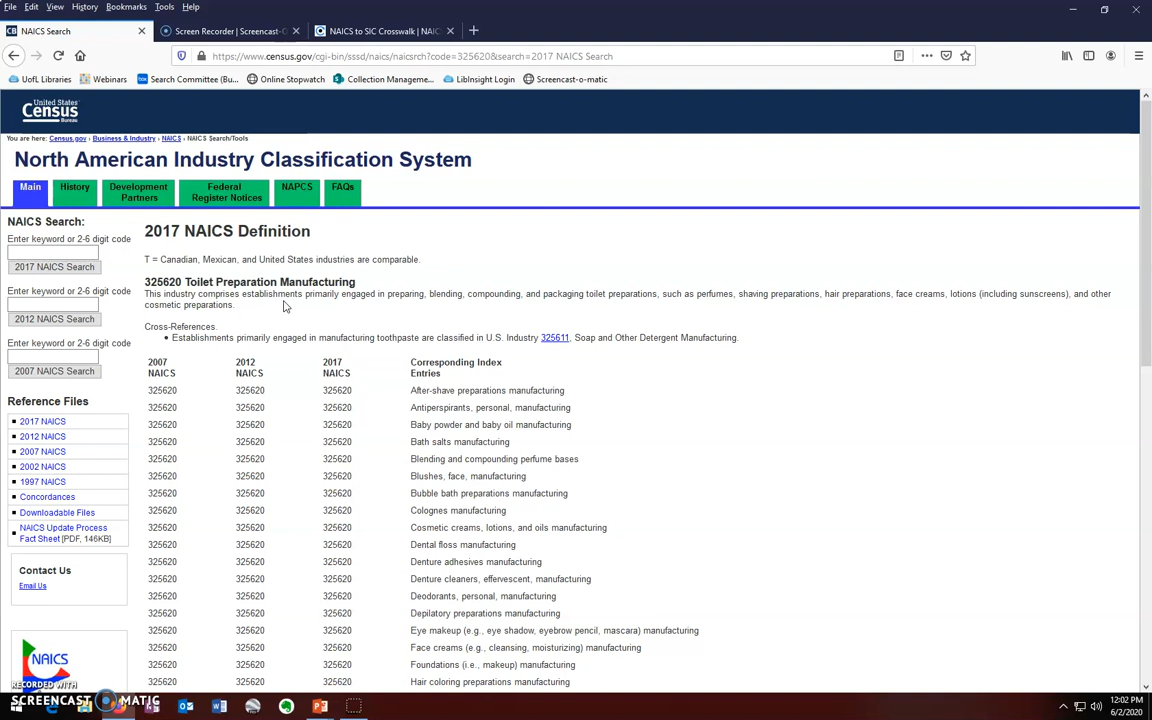 File Edit View History Bookmarks Tools Help
NAICS Search
Screen Recorder | Screencast-O
NAICS to SIC Crosswalk | NAIC
https://www.census.gov/cgi-bin/sssd/naics/naicsrch?code=325620&search=2017 NAICS Search
UofL Libraries Webinars Search Committee (Bu... Online Stopwatch Collection Manageme... LibInsight Login Screencast-o-matic
United States
Census
Bureau
You are here: Census.gov › Business & Industry › NAICS › NAICS Search/Tools
North American Industry Classification System
Main
History
Development
Partners
Federal
Register Notices
NAPCS
FAQs
NAICS Search:
Enter keyword or 2-6 digit code
2017 NAICS Search
Enter keyword or 2-6 digit code
2012 NAICS Search
Enter keyword or 2-6 digit code
2007 NAICS Search
Reference Files
2017 NAICS
2012 NAICS
2007 NAICS
2002 NAICS
1997 NAICS
Concordances
Downloadable Files
NAICS Update Process
Fact Sheet [PDF, 146KB]
Contact Us
Email Us
NAICS
2017 NAICS Definition
T = Canadian, Mexican, and United States industries are comparable.
325620 Toilet Preparation Manufacturing
This industry comprises establishments primarily engaged in preparing, blending, compounding, and packaging toilet preparations, such as perfumes, shaving preparations, hair preparations, face creams, lotions (including sunscreens), and other
cosmetic preparations.
Cross-References.
Establishments primarily engaged in manufacturing toothpaste are classified in U.S. Industry 325611, Soap and Other Detergent Manufacturing.
2007 2012 2017 Corresponding Index
NAICS NAICS NAICS Entries
325620 325620 325620 After-shave preparations manufacturing
325620 325620 325620 Antiperspirants, personal, manufacturing
325620 325620 325620 Baby powder and baby oil manufacturing
325620 325620 325620 Bath salts manufacturing
325620 325620 325620 Blending and compounding perfume bases
325620 325620 325620 Blushes, face, manufacturing
325620 325620 325620 Bubble bath preparations manufacturing
325620 325620 325620 Colognes manufacturing
325620 325620 325620 Cosmetic creams, lotions, and oils manufacturing
325620 325620 325620 Dental floss manufacturing
325620 325620 325620 Denture adhesives manufacturing
325620 325620 325620 Denture cleaners, effervescent, manufacturing
325620 325620 325620 Deodorants, personal, manufacturing
325620 325620 325620 Depilatory preparations manufacturing
325620 325620 325620 Eye makeup (e.g., eye shadow, eyebrow pencil, mascara) manufacturing
325620 325620 325620 Face creams (e.g., cleansing, moisturizing) manufacturing
325620 325620 325620 Foundations (i.e., makeup) manufacturing
325620 325620 325620 Hair coloring preparations manufacturing
RECORDED WITH
SCREENCAST MATIC
12:02 PM
6/2/2020